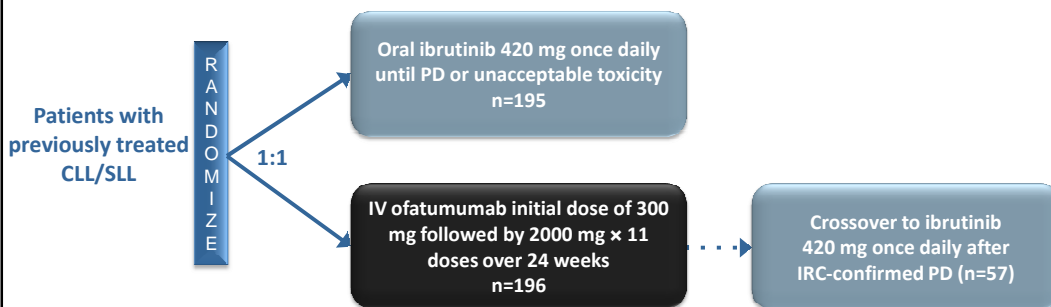 Patients with
previously treated
CLL/SLL
RANDOMIZE
1:1
Oral ibrutinib 420 mg once daily
until PD or unacceptable toxicity
n=195
IV ofatumumab initial dose of 300
mg followed by 2000 mg × 11
doses over 24 weeks
n=196
Crossover to ibrutinib
420 mg once daily after
IRC-confirmed PD (n=57)